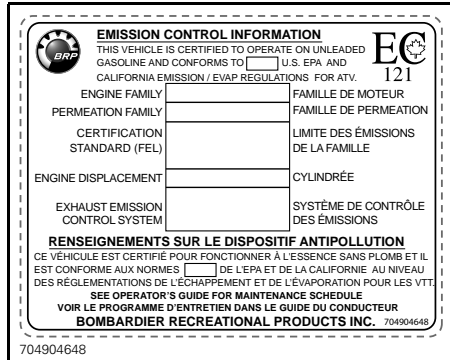 BRP
EMISSION CONTROL INFORMATION
THIS VEHICLE IS CERTIFIED TO OPERATE ON UNLEADED
GASOLINE AND CONFORMS TO U.S. EPA AND
CALIFORNIA EMISSION / EVAP REGULATIONS FOR ATV.
EC
121
ENGINE FAMILY FAMILLE DE MOTEUR
PERMEATION FAMILY FAMILLE DE PERMEATION
CERTIFICATION LIMITE DES ÉMISSIONS
STANDARD (FEL) DE LA FAMILLE
ENGINE DISPLACEMENT CYLINDRÉE
EXHAUST EMISSION SYSTÈME DE CONTRÔLE
CONTROL SYSTEM DES ÉMISSIONS
RENSEIGNEMENTS SUR LE DISPOSITIF ANTIPOLLUTION
CE VÉHICULE EST CERTIFIÉ POUR FONCTIONNER À L'ESSENCE SANS PLOMB ET IL
EST CONFORME AUX NORMES DE L'EPA ET DE LA CALIFORNIE AU NIVEAU
DES RÉGLEMENTATIONS DE L'ÉCHAPPEMENT ET DE L'ÉVAPORATION POUR LES VTT.
SEE OPERATOR'S GUIDE FOR MAINTENANCE SCHEDULE
VOIR LE PROGRAMME D'ENTRETIEN DANS LE GUIDE DU CONDUCTEUR
BOMBARDIER RECREATIONAL PRODUCTS INC. 704904648
704904648